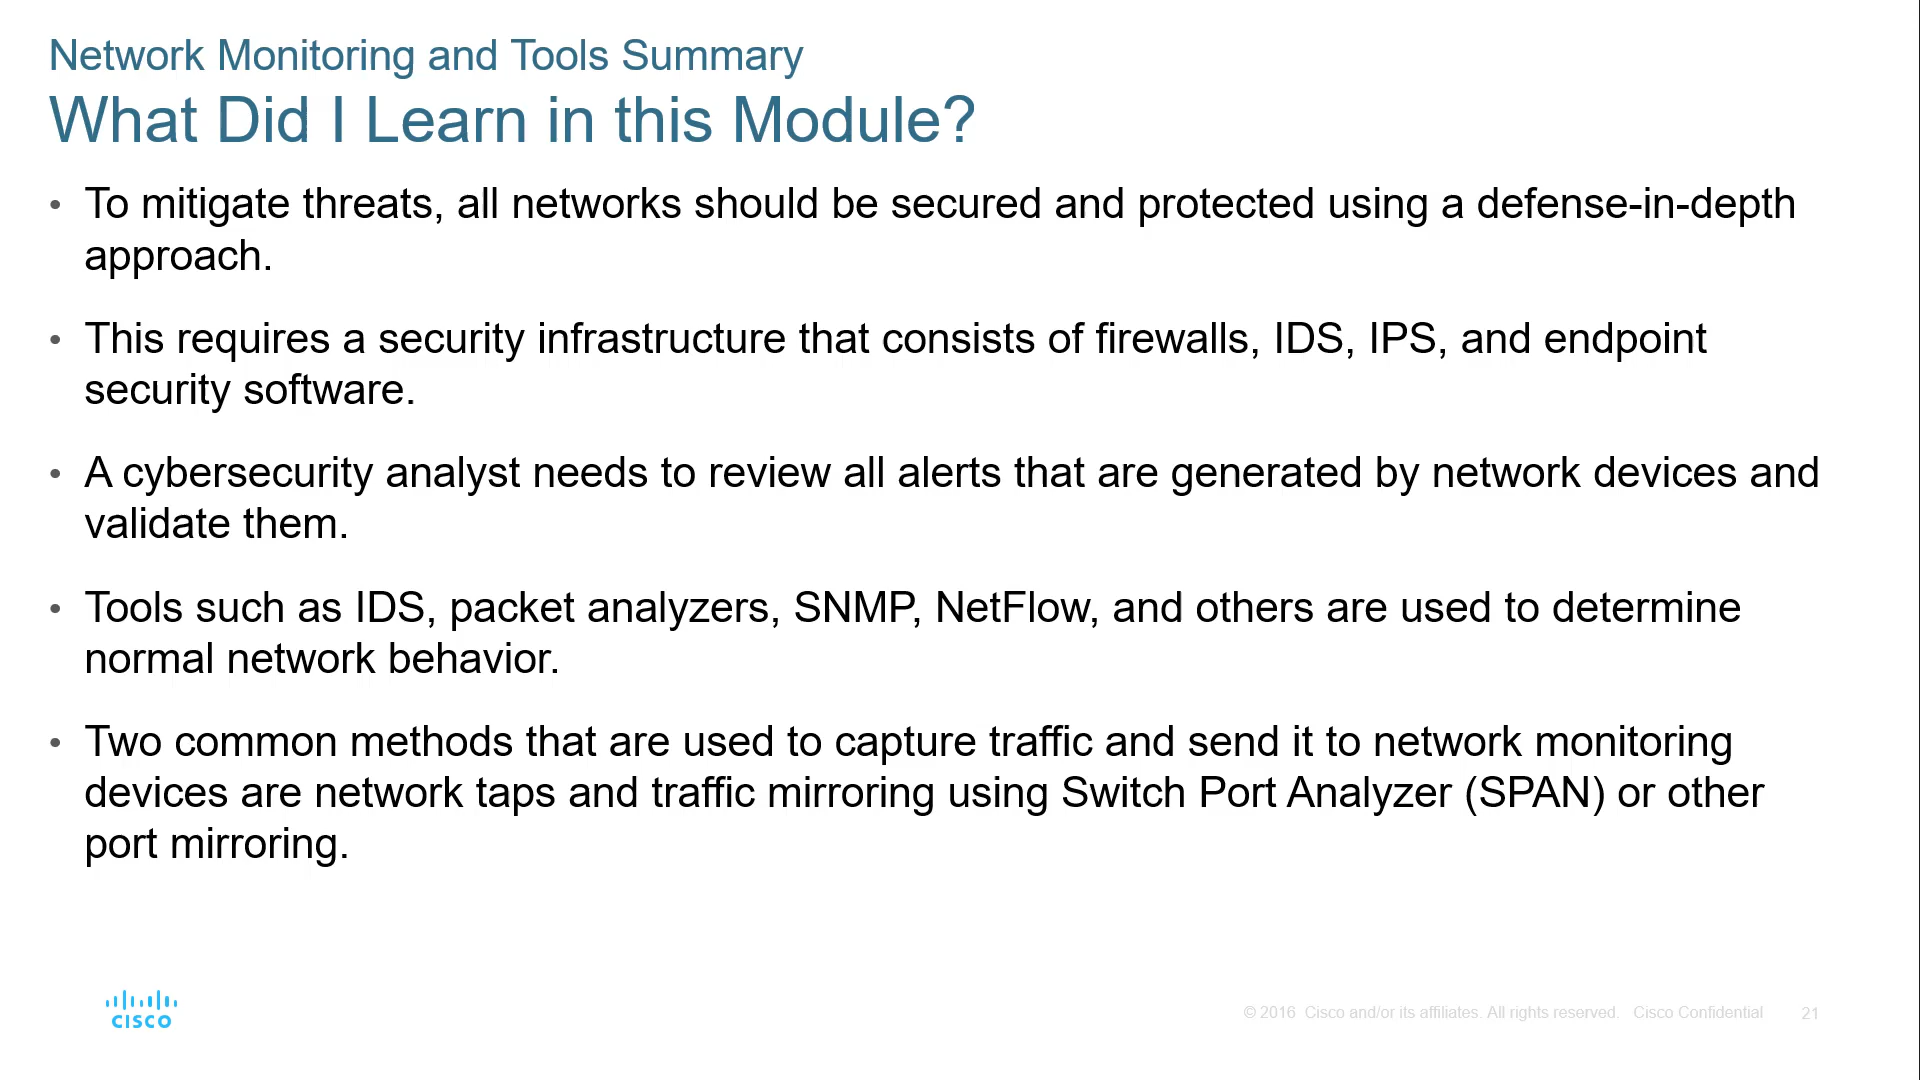 Network Monitoring and Tools Summary
What Did I Learn in this Module?
• To mitigate threats, all networks should be secured and protected using a defense-in-depth
approach.
• This requires a security infrastructure that consists of firewalls, IDS, IPS, and endpoint
security software.
• A cybersecurity analyst needs to review all alerts that are generated by network devices and
validate them.
• Tools such as IDS, packet analyzers, SNMP, NetFlow, and others are used to determine
normal network behavior.
• Two common methods that are used to capture traffic and send it to network monitoring
devices are network taps and traffic mirroring using Switch Port Analyzer (SPAN) or other
port mirroring.
CISCO
© 2016 Cisco and/or its affiliates. All rights reserved. Cisco Confidential 21